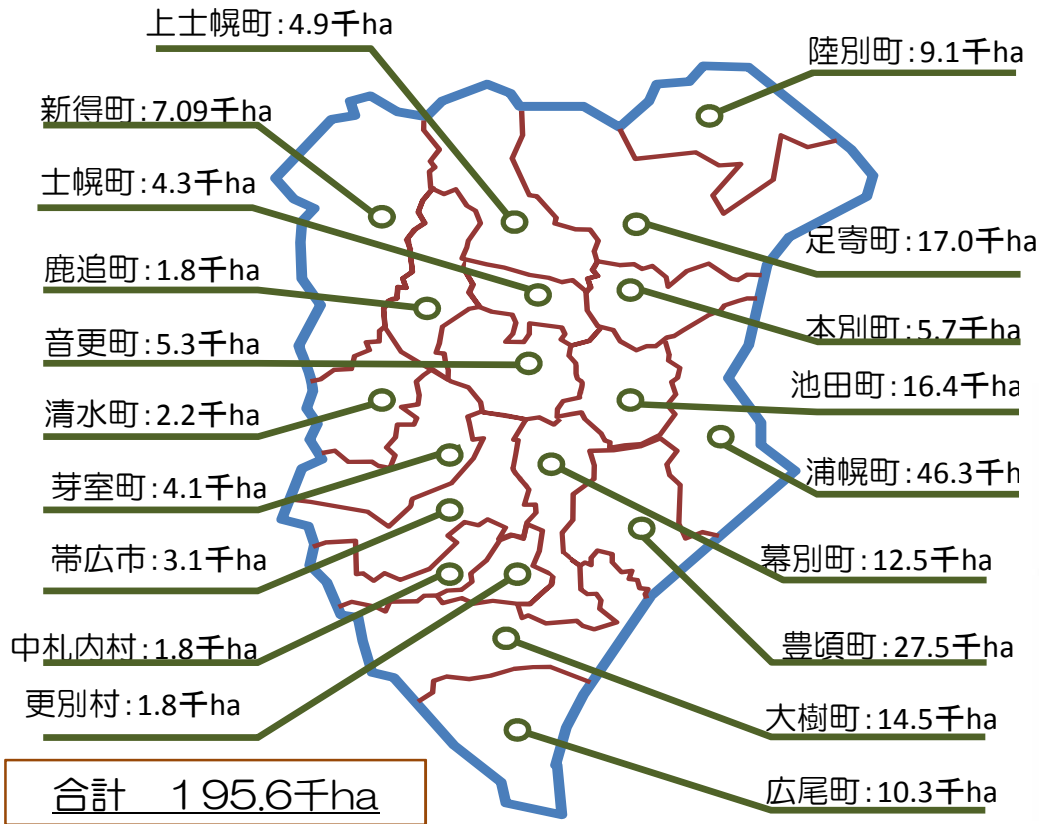 上士幌町:4.9千ha
陸別町:9.1千ha
新得町:7.09千ha
士幌町:4.3千ha
足寄町:17.0千ha
鹿追町:1.8千ha
本別町:5.7千ha
音更町:5.3千ha
池田町:16.4千ha
清水町:2.2千ha
浦幌町:46.3千h
芽室町:4.1千ha
帯広市:3.1千ha
幕別町:12.5千ha
中札内村:1.8千ha
豊頃町:27.5千ha
更別村:1.8千ha
大樹町:14.5千ha
広尾町:10.3千ha
合計 195.6千ha